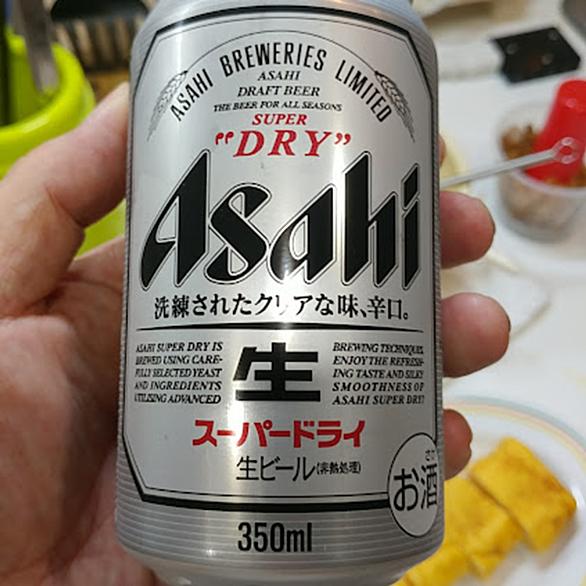 ASAHI BREWERIES LIMITED
ASAHI
DRAFT BEER
THE BEER FOR ALL SEASONS
SUPER
"DRY"
Asahi
洗練されたクリアな味、辛口。
ASAHI SUPER DRY IS
BREWED USING CARE-
FULLY SELECTED YEAST
AND INGREDIENTS
UTILISING ADVANCED
生
BREWING TECHNIQUES.
ENJOY THE REFRESH-
ING TASTE AND SILKY
SMOOTHNESS OF
ASAHI SUPER DRY!
スーパードライ
生ビール(非熱処理)
お酒
350ml